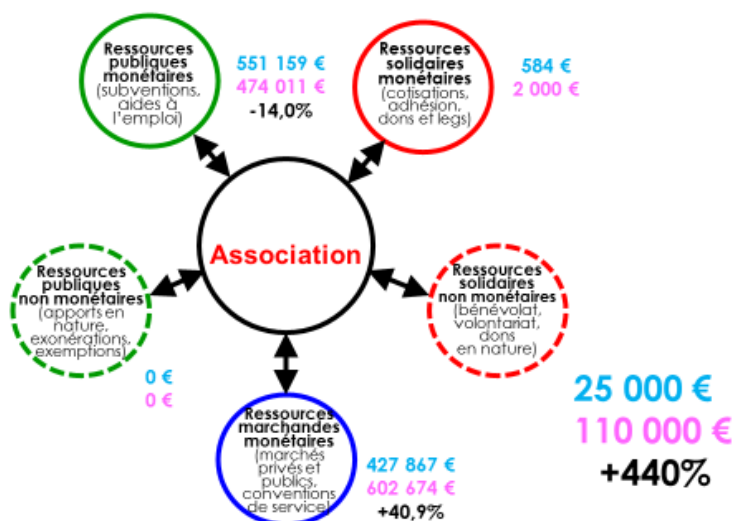 Ressources
publiques
monétaires
(subventions,
aides à
l'emploi)
551 159 €
474 011 €
-14,0%
Ressources
solidaires
monétaires
(cotisations,
adhésion,
dons et legs)
584 €
2 000 €
Association
Ressources
publiques
non monétaires
(apports en
nature,
exonérations,
exemptions)
0 €
0 €
Ressources
solidaires
non monétaires
(bénévolat,
volontariat,
dons
en nature)
25 000 €
110 000 €
+440%
Ressources
marchandes
monétaires
(marchés
privés et
publics,
conventions
de service)
427 867 €
602 674 €
+40,9%